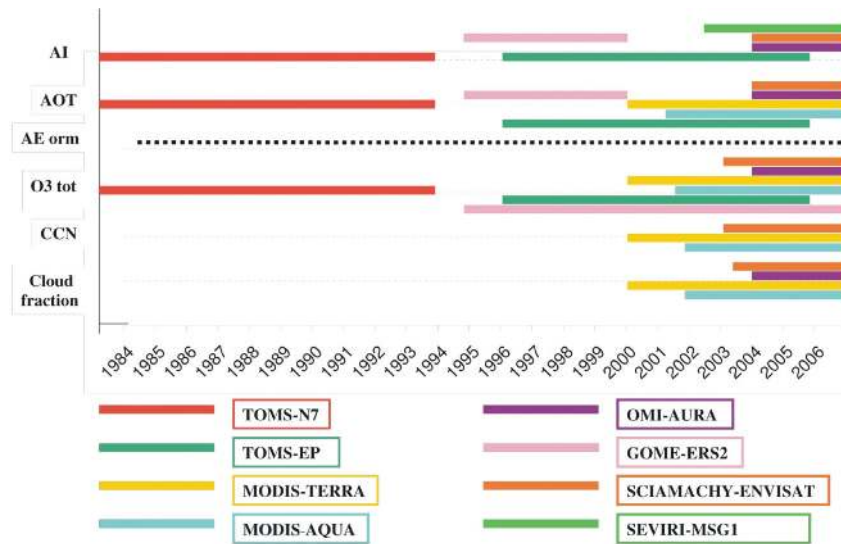 AI
AOT
AE orm
O3 tot
CCN
Cloud
fraction
1984 1985 1986 1987 1988 1989 1990 1991 1992 1993 1994 1995 1996 1997 1998 1999 2000 2001 2002 2003 2004 2005 2006
TOMS-N7
TOMS-EP
MODIS-TERRA
MODIS-AQUA
OMI-AURA
GOME-ERS2
SCIAMACHY-ENVISAT
SEVIRI-MSG1